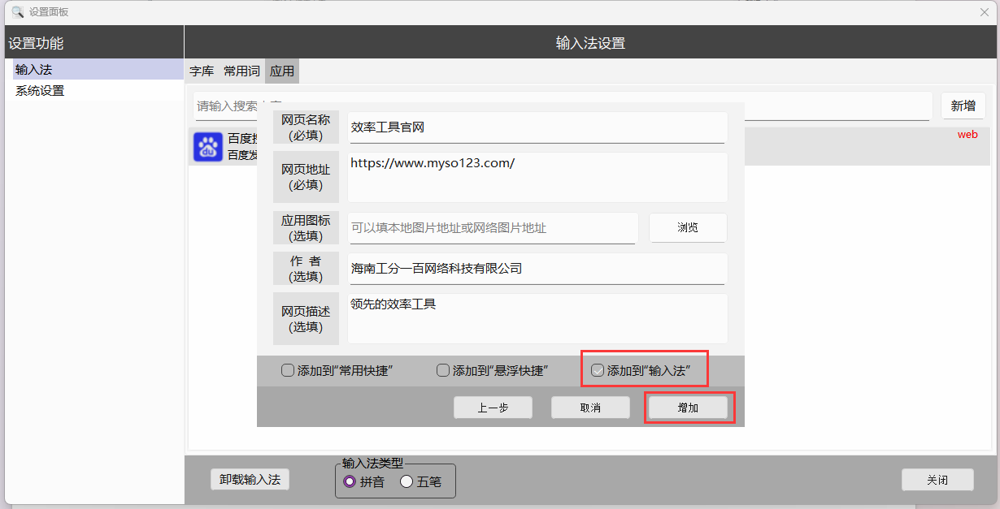 设置面板
设置功能
输入法设置
输入法
系统设置
字库 常用词 应用
请输入搜索
新增
百度
百度发
web
网页名称
(必填)
效率工具官网
网页地址
(必填)
https://www.myso123.com/
应用图标
(选填)
可以填本地图片地址或网络图片地址
浏览
作 者
(选填)
海南工分一百网络科技有限公司
网页描述
(选填)
领先的效率工具
添加到“常用快捷” 添加到“悬浮快捷” 添加到“输入法”
上一步 取消 增加
卸载输入法
输入法类型
拼音 五笔
关闭